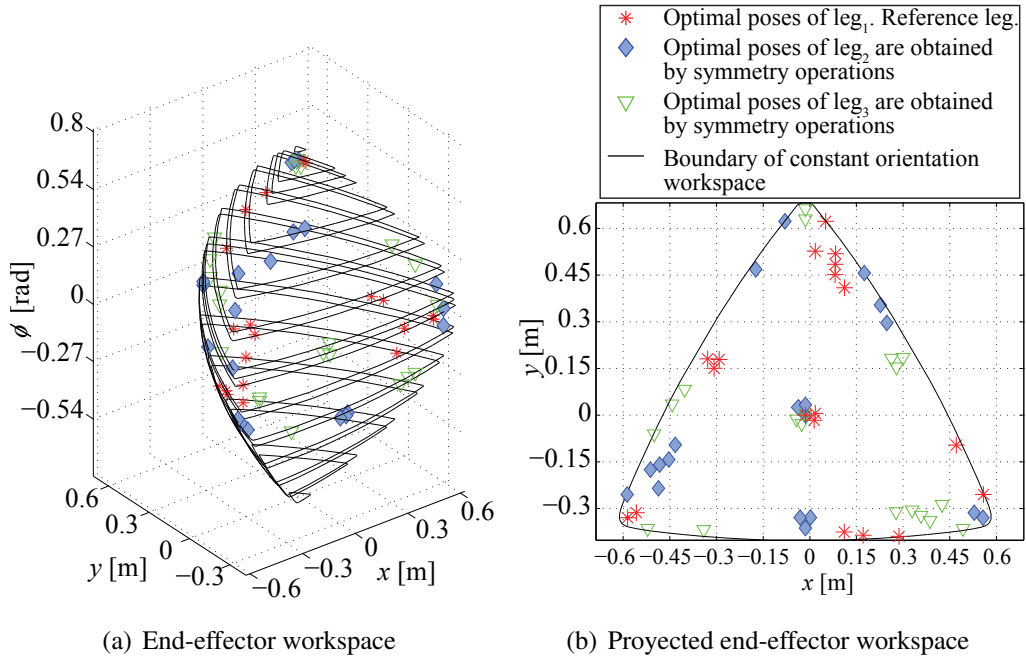 Optimal poses of leg1. Reference leg.
Optimal poses of leg2 are obtained
by symmetry operations
Optimal poses of leg3 are obtained
by symmetry operations
Boundary of constant orientation
workspace
0.8
0.54
0.27
0
−0.27
−0.54
ϕ [rad]
0.6
0.3
0
−0.3
y [m]
−0.6
−0.3
0
0.3
0.6
x [m]
0.6
0.45
0.3
0.15
0
−0.15
−0.3
y [m]
−0.6
0.45
−0.3
−0.15
0
0.15
0.3
0.45
0.6
x [m]
(a) End-effector workspace
(b) Proyected end-effector workspace